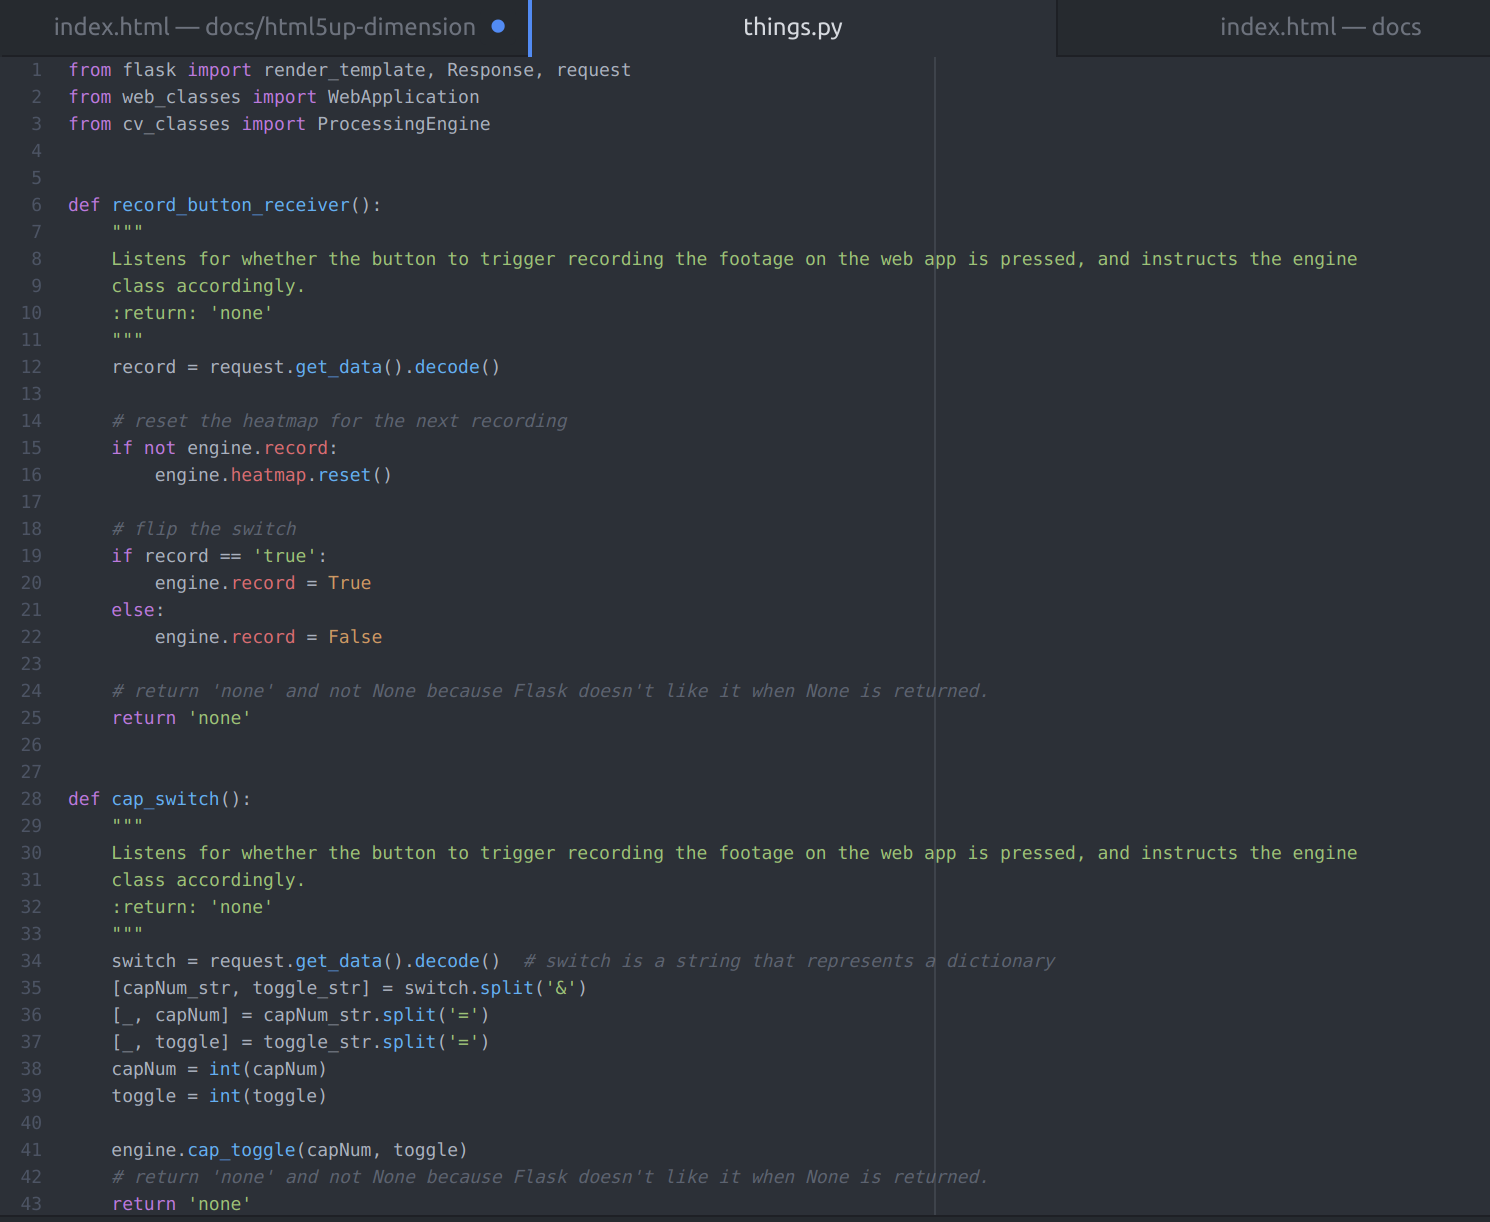 index.html — docs/html5up-dimension
things.py
index.html — docs
1 from flask import render_template, Response, request
2 from web_classes import WebApplication
3 from cv_classes import ProcessingEngine
4
5
6 def record_button_receiver():
7     """
8     Listens for whether the button to trigger recording the footage on the web app is pressed, and instructs the engine
9     class accordingly.
10     :return: 'none'
11     """
12     record = request.get_data().decode()
13
14     # reset the heatmap for the next recording
15     if not engine.record:
16         engine.heatmap.reset()
17
18     # flip the switch
19     if record == 'true':
20         engine.record = True
21     else:
22         engine.record = False
23
24     # return 'none' and not None because Flask doesn't like it when None is returned.
25     return 'none'
26
27
28 def cap_switch():
29     """
30     Listens for whether the button to trigger recording the footage on the web app is pressed, and instructs the engine
31     class accordingly.
32     :return: 'none'
33     """
34     switch = request.get_data().decode()  # switch is a string that represents a dictionary
35     [capNum_str, toggle_str] = switch.split('&')
36     [_, capNum] = capNum_str.split('=')
37     [_, toggle] = toggle_str.split('=')
38     capNum = int(capNum)
39     toggle = int(toggle)
40
41     engine.cap_toggle(capNum, toggle)
42     # return 'none' and not None because Flask doesn't like it when None is returned.
43     return 'none'